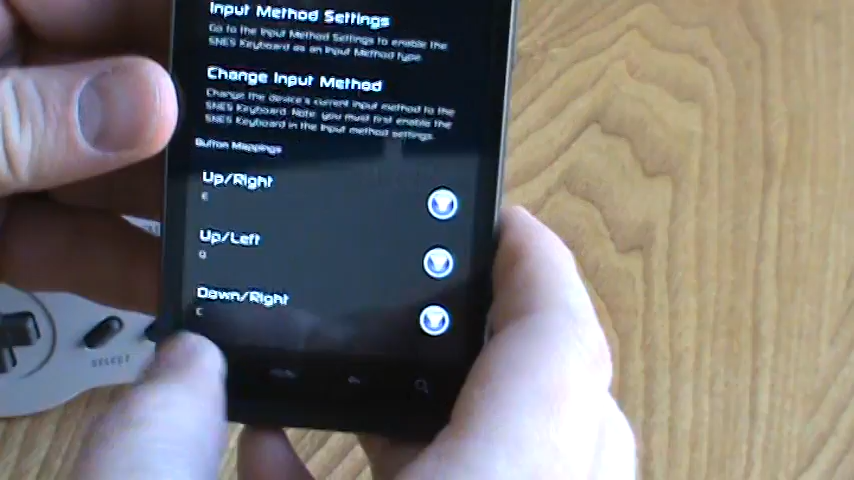 Input Method Settings
Go to the Input Method Settings to enable the
SNES Keyboard as an Input Method type.
Change Input Method
Change the device's current input method to the
SNES Keyboard. Note: you must first enable the
SNES Keyboard in the input method settings.
Button Mappings
Up/Right
E
Up/Left
Q
Down/Right
C
SELECT